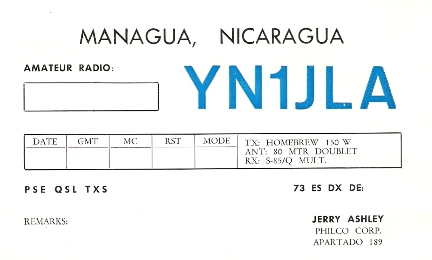 MANAGUA, NICARAGUA
AMATEUR RADIO:
YN1JLA
DATE GMT MC RST MODE
TX: HOMEBREW 150 W
ANT: 80 MTR DOUBLET
RX: S-85/Q MULT.
PSE QSL TXS
73 ES DX DE:
REMARKS:
JERRY ASHLEY
PHILCO CORP.
APARTADO 189